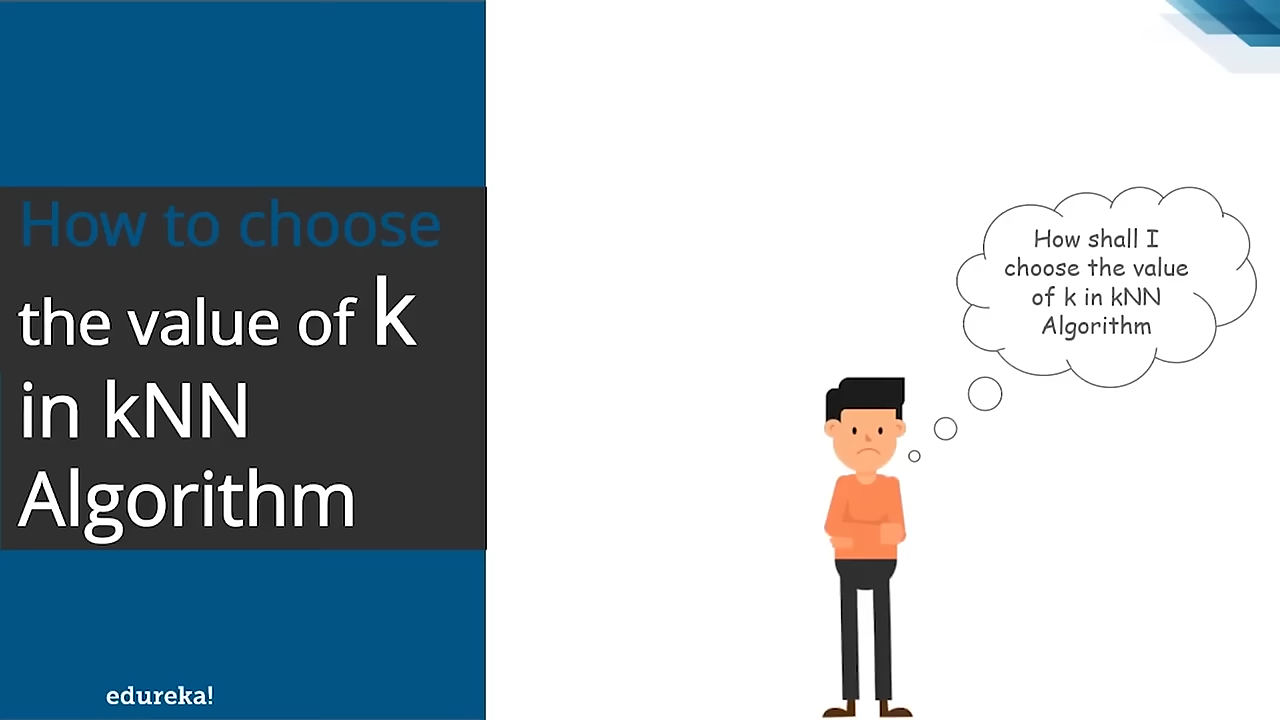 How to choose
the value of k
in kNN
Algorithm
How shall I
choose the value
of k in kNN
Algorithm
edureka!